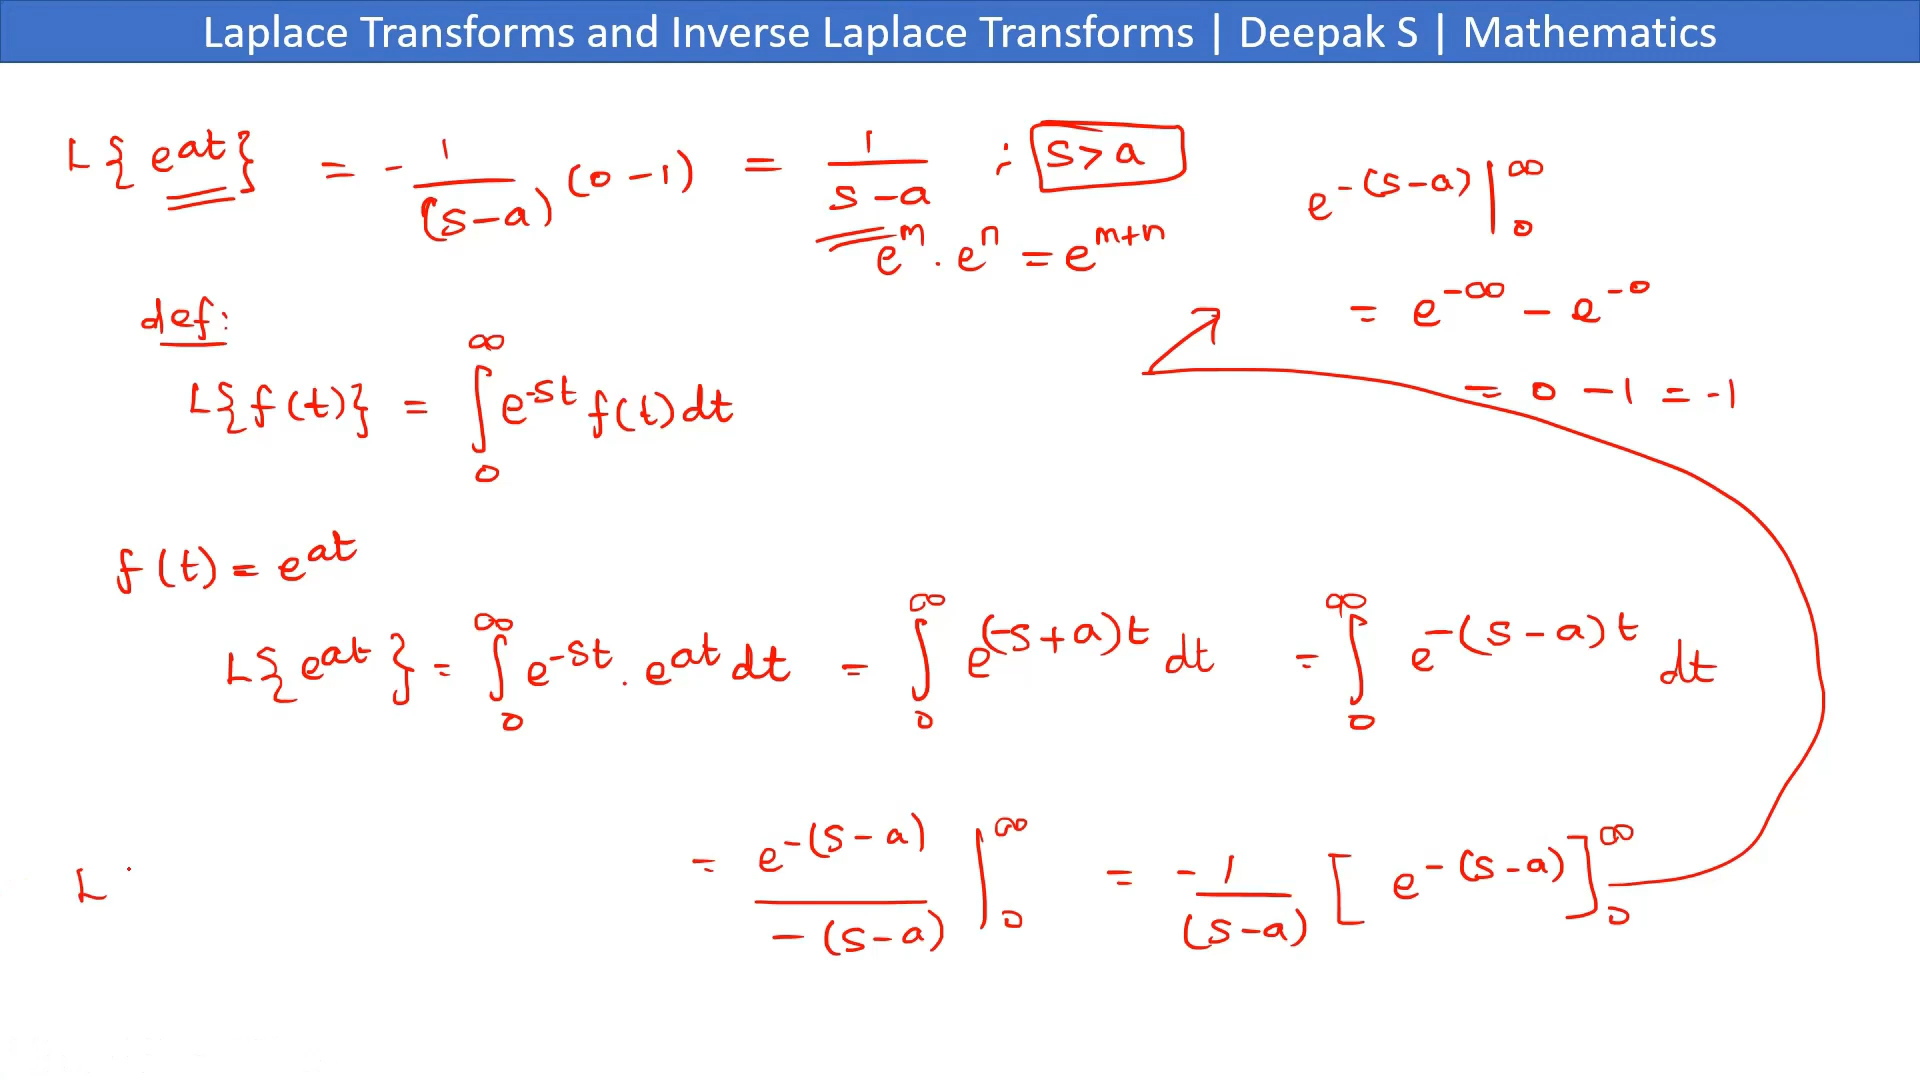 Laplace Transforms and Inverse Laplace Transforms | Deepak S | Mathematics
L{e^{at}} = -1/(s-a) (0-1) = 1/(s-a) ; s>a
e^m . e^n = e^{m+n}
e^{-(s-a)} |_0^∞
= e^{-∞} - e^{-0}
= 0 - 1 = -1
def:
L{f(t)} = ∫_0^∞ e^{-st} f(t) dt
f(t) = e^{at}
L{e^{at}} = ∫_0^∞ e^{-st} . e^{at} dt = ∫_0^∞ e^{(-s+a)t} dt = ∫_0^∞ e^{-(s-a)t} dt
= e^{-(s-a)}/-(s-a) |_0^∞ = -1/(s-a) [e^{-(s-a)}]_0^∞
L